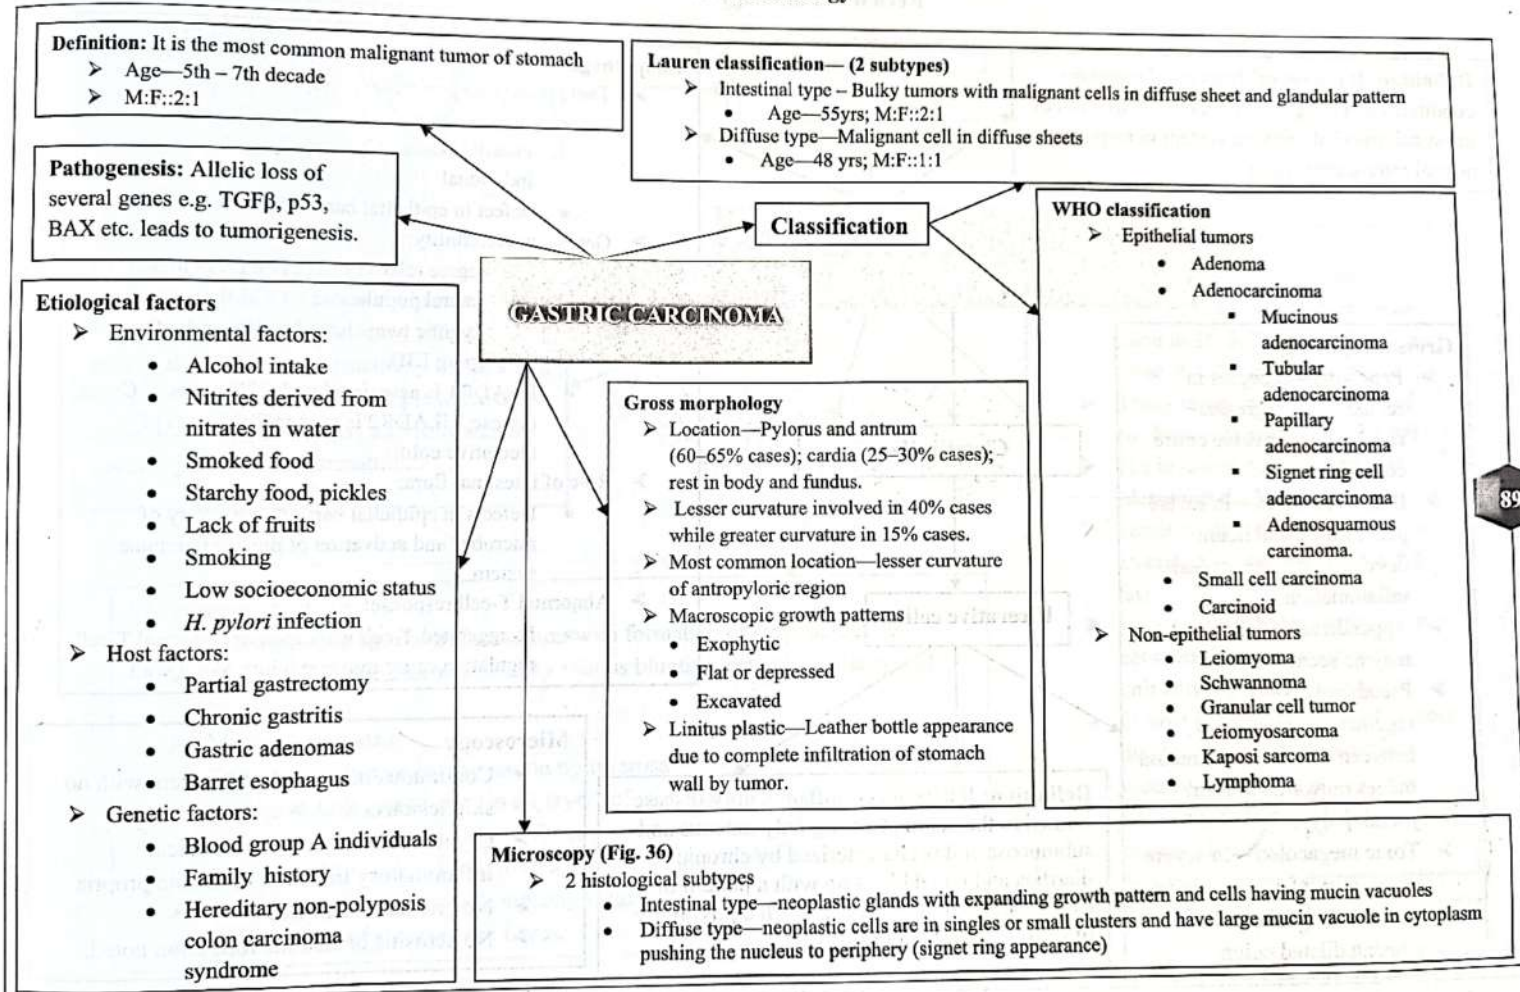 Definition: It is the most common malignant tumor of stomach
➢ Age—5th – 7th decade
➢ M:F::2:1
Lauren classification— (2 subtypes)
➢ Intestinal type – Bulky tumors with malignant cells in diffuse sheet and glandular pattern
• Age—55yrs; M:F::2:1
➢ Diffuse type—Malignant cell in diffuse sheets
• Age—48 yrs; M:F::1:1
Pathogenesis: Allelic loss of
several genes e.g. TGFβ, p53,
BAX etc. leads to tumorigenesis.
Classification
WHO classification
➢ Epithelial tumors
• Adenoma
• Adenocarcinoma
▪ Mucinous
adenocarcinoma
▪ Tubular
adenocarcinoma
▪ Papillary
adenocarcinoma
▪ Signet ring cell
adenocarcinoma
▪ Adenosquamous
carcinoma.
• Small cell carcinoma
• Carcinoid
➢ Non-epithelial tumors
• Leiomyoma
• Schwannoma
• Granular cell tumor
• Leiomyosarcoma
• Kaposi sarcoma
• Lymphoma
GASTRIC CARCINOMA
Etiological factors
➢ Environmental factors:
• Alcohol intake
• Nitrites derived from
nitrates in water
• Smoked food
• Starchy food, pickles
• Lack of fruits
• Smoking
• Low socioeconomic status
• H. pylori infection
➢ Host factors:
• Partial gastrectomy
• Chronic gastritis
• Gastric adenomas
• Barret esophagus
➢ Genetic factors:
• Blood group A individuals
• Family history
• Hereditary non-polyposis
colon carcinoma
syndrome
Gross morphology
➢ Location—Pylorus and antrum
(60–65% cases); cardia (25–30% cases);
rest in body and fundus.
➢ Lesser curvature involved in 40% cases
while greater curvature in 15% cases.
➢ Most common location—lesser curvature
of antropyloric region
➢ Macroscopic growth patterns
• Exophytic
• Flat or depressed
• Excavated
➢ Linitus plastic—Leather bottle appearance
due to complete infiltration of stomach
wall by tumor.
Microscopy (Fig. 36)
➢ 2 histological subtypes
• Intestinal type—neoplastic glands with expanding growth pattern and cells having mucin vacuoles
• Diffuse type—neoplastic cells are in singles or small clusters and have large mucin vacuole in cytoplasm
pushing the nucleus to periphery (signet ring appearance)
89